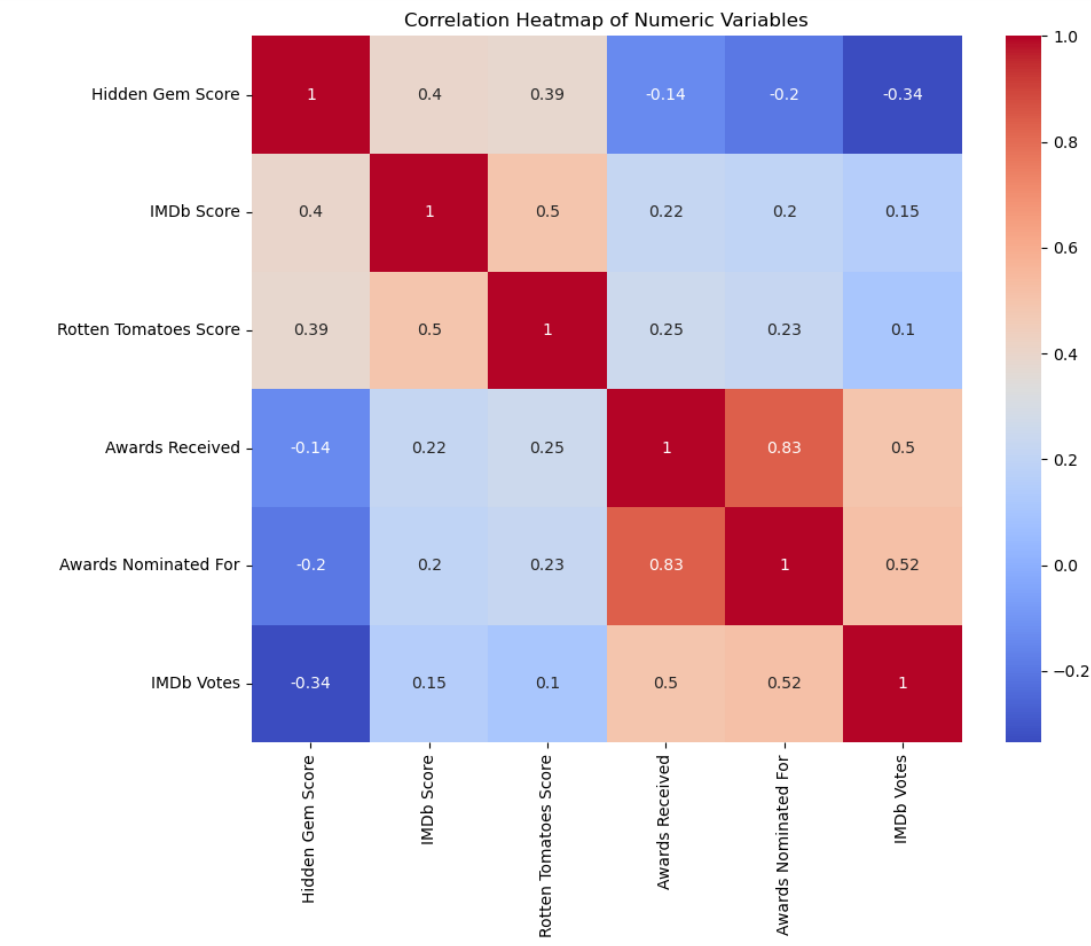 Correlation Heatmap of Numeric Variables
Hidden Gem Score 1 0.4 0.39 -0.14 -0.2 -0.34
IMDb Score 0.4 1 0.5 0.22 0.2 0.15
Rotten Tomatoes Score 0.39 0.5 1 0.25 0.23 0.1
Awards Received -0.14 0.22 0.25 1 0.83 0.5
Awards Nominated For -0.2 0.2 0.23 0.83 1 0.52
IMDb Votes -0.34 0.15 0.1 0.5 0.52 1
Hidden Gem Score
IMDb Score
Rotten Tomatoes Score
Awards Received
Awards Nominated For
IMDb Votes
1.0
0.8
0.6
0.4
0.2
0.0
−0.2